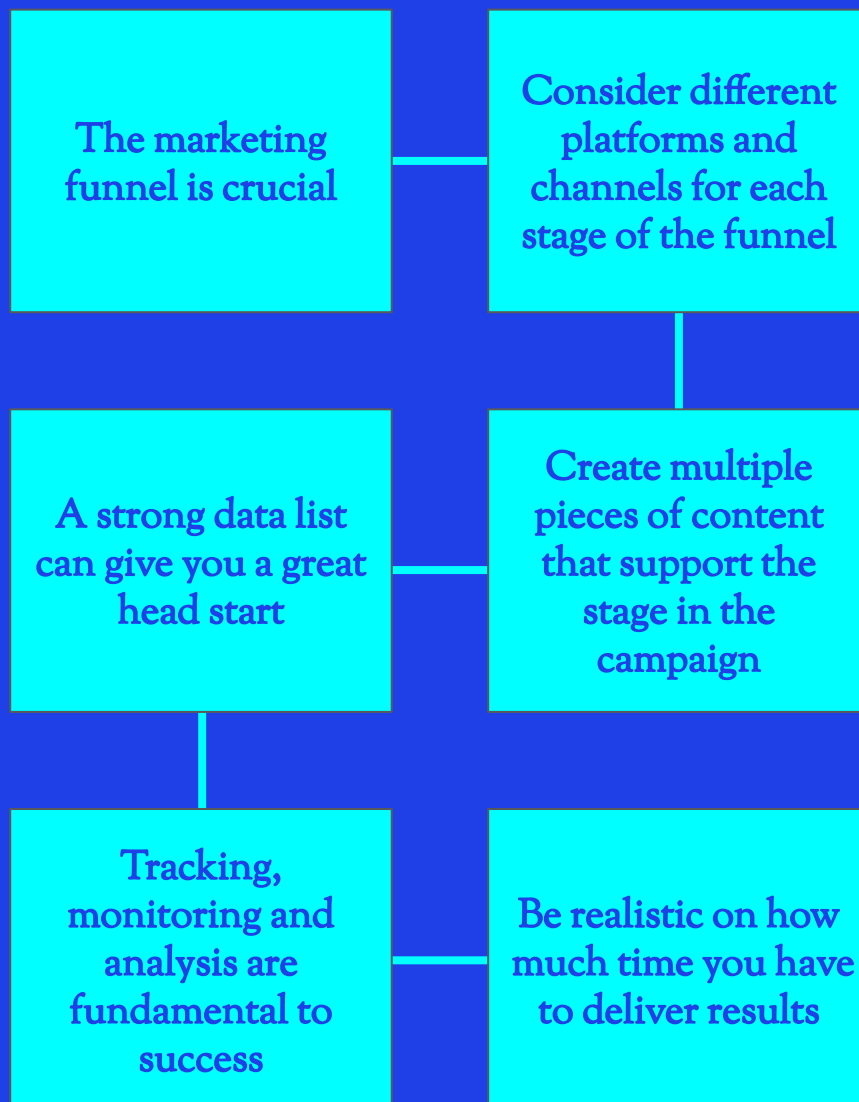 The marketing
funnel is crucial
Consider different
platforms and
channels for each
stage of the funnel
Create multiple
pieces of content
that support the
stage in the
campaign
A strong data list
can give you a great
head start
Tracking,
monitoring and
analysis are
fundamental to
success
Be realistic on how
much time you have
to deliver results